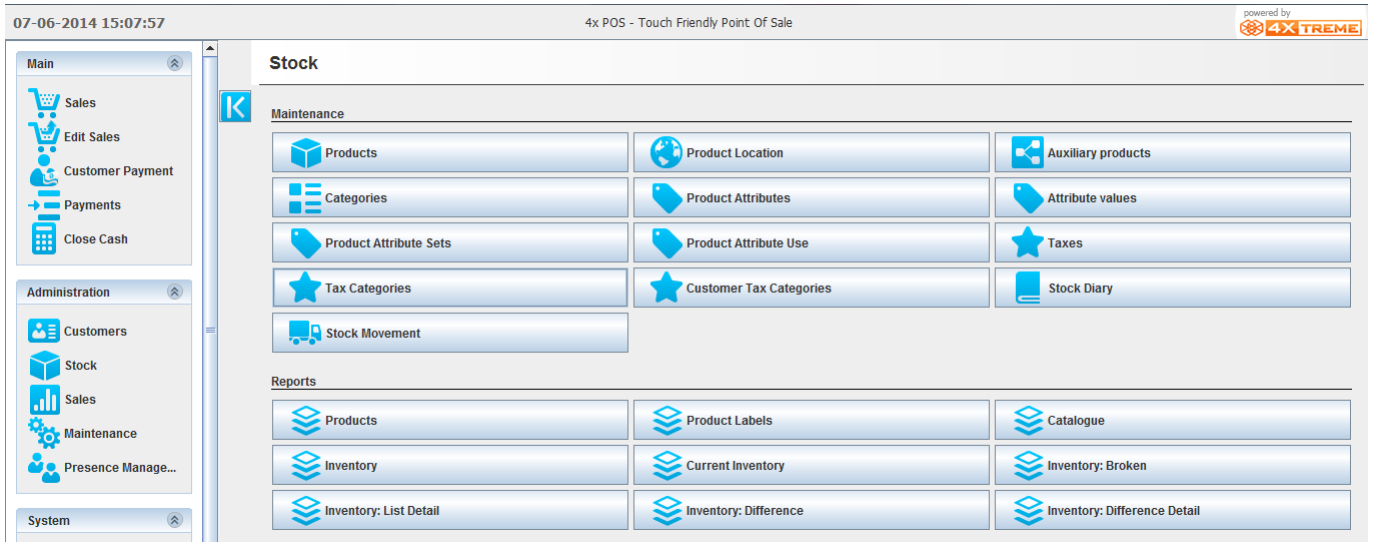 07-06-2014 15:07:57
4x POS - Touch Friendly Point Of Sale
powered by
4XTREME
Main
Sales
Edit Sales
Customer Payment
Payments
Close Cash
Administration
Customers
Stock
Sales
Maintenance
Presence Manage...
System
Stock
Maintenance
Products
Product Location
Auxiliary products
Categories
Product Attributes
Attribute values
Product Attribute Sets
Product Attribute Use
Taxes
Tax Categories
Customer Tax Categories
Stock Diary
Stock Movement
Reports
Products
Product Labels
Catalogue
Inventory
Current Inventory
Inventory: Broken
Inventory: List Detail
Inventory: Difference
Inventory: Difference Detail